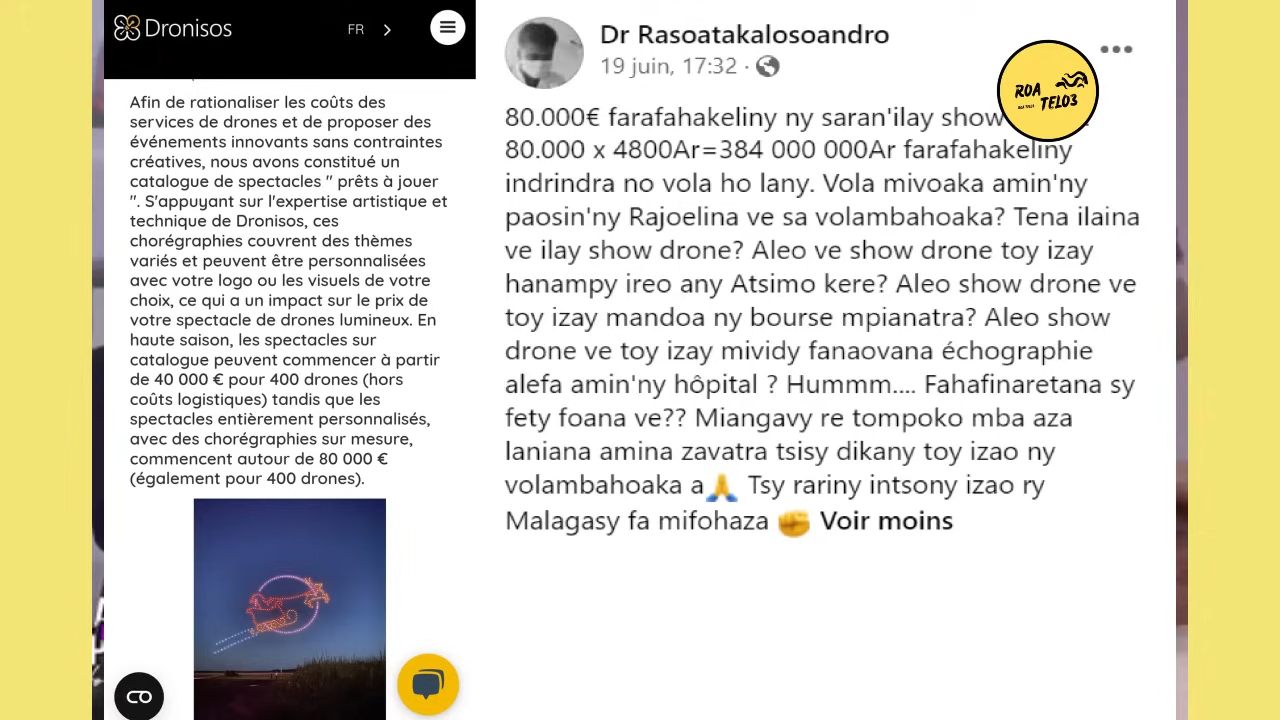 Dronisos
FR
Afin de rationaliser les coûts des
services de drones et de proposer des
événements innovants sans contraintes
créatives, nous avons constitué un
catalogue de spectacles " prêts à jouer
". S'appuyant sur l'expertise artistique et
technique de Dronisos, ces
chorégraphies couvrent des thèmes
variés et peuvent être personnalisées
avec votre logo ou les visuels de votre
choix, ce qui a un impact sur le prix de
votre spectacle de drones lumineux. En
haute saison, les spectacles sur
catalogue peuvent commencer à partir
de 40 000 € pour 400 drones (hors
coûts logistiques) tandis que les
spectacles entièrement personnalisés,
avec des chorégraphies sur mesure,
commencent autour de 80 000 €
(également pour 400 drones).
Dr Rasoatakalosoandro
19 juin, 17:32 ·
ROA
TELO3
ROA TELO3
80.000€ farafahakeliny ny saran'ilay show
80.000 x 4800Ar=384 000 000Ar farafahakeliny
indrindra no vola ho lany. Vola mivoaka amin'ny
paosin'ny Rajoelina ve sa volambahoaka? Tena ilaina
ve ilay show drone? Aleo ve show drone toy izay
hanampy ireo any Atsimo kere? Aleo show drone ve
toy izay mandoa ny bourse mpianatra? Aleo show
drone ve toy izay mividy fanaovana échographie
alefa amin'ny hôpital ? Hummm.... Fahafinaretana sy
fety foana ve?? Miangavy re tompoko mba aza
laniana amina zavatra tsisy dikany toy izao ny
volambahoaka a🙏 Tsy rariny intsony izao ry
Malagasy fa mifohaza ✊ Voir moins